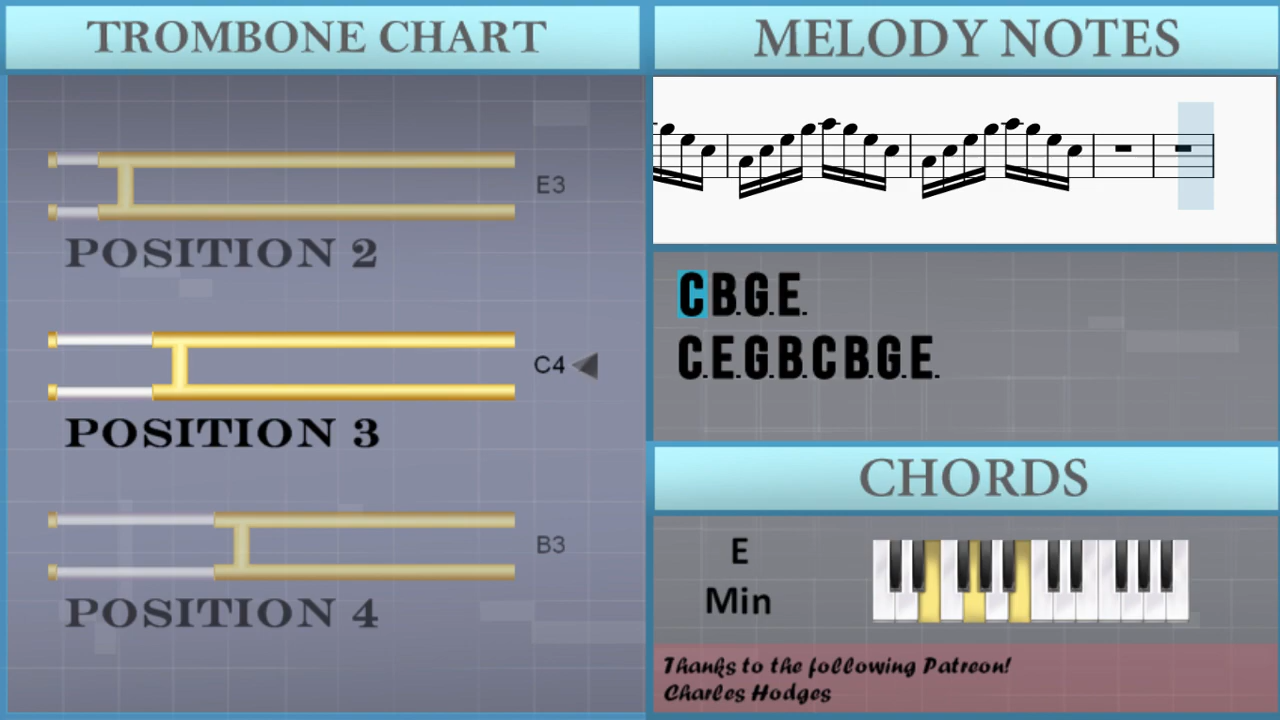 TROMBONE CHART
E3
POSITION 2
C4
POSITION 3
B3
POSITION 4
MELODY NOTES
C B.G.E.
C.E.G.B.C B.G.E.
CHORDS
E
Min
Thanks to the following Patreon!
Charles Hodges